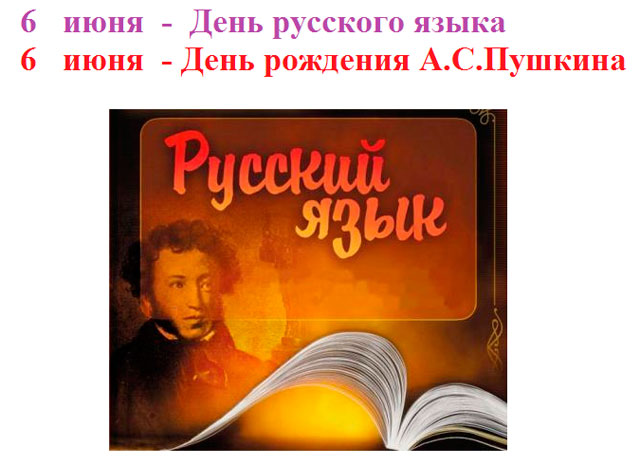 6 июня - День русского языка
6 июня - День рождения А.С.Пушкина
Русский
язык